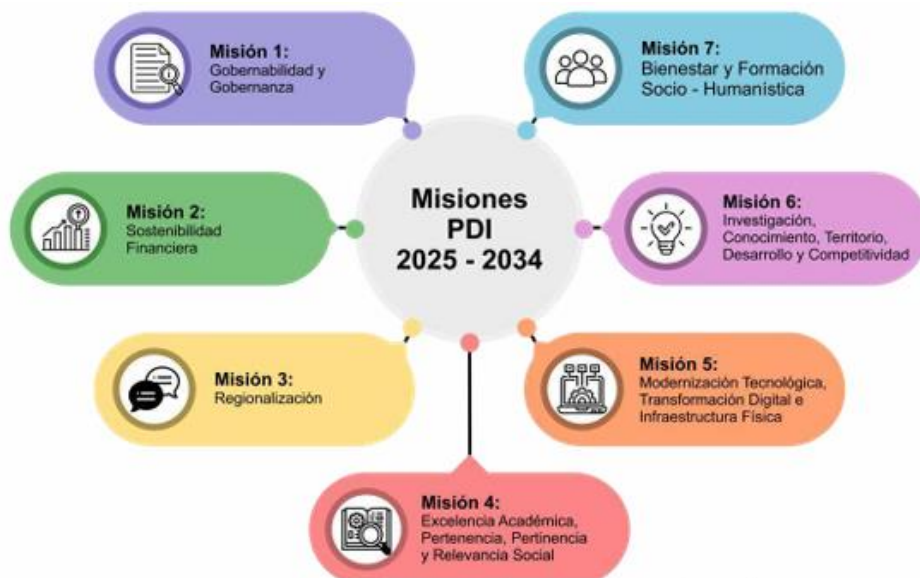 Misiones
PDI
2025 - 2034
Misión 1:
Gobernabilidad y
Gobernanza
Misión 2:
Sostenibilidad
Financiera
Misión 3:
Regionalización
Misión 4:
Excelencia Académica,
Pertenencia, Pertinencia
y Relevancia Social
Misión 5:
Modernización Tecnológica,
Transformación Digital e
Infraestructura Física
Misión 6:
Investigación,
Conocimiento, Territorio,
Desarrollo y Competitividad
Misión 7:
Bienestar y Formación
Socio - Humanística